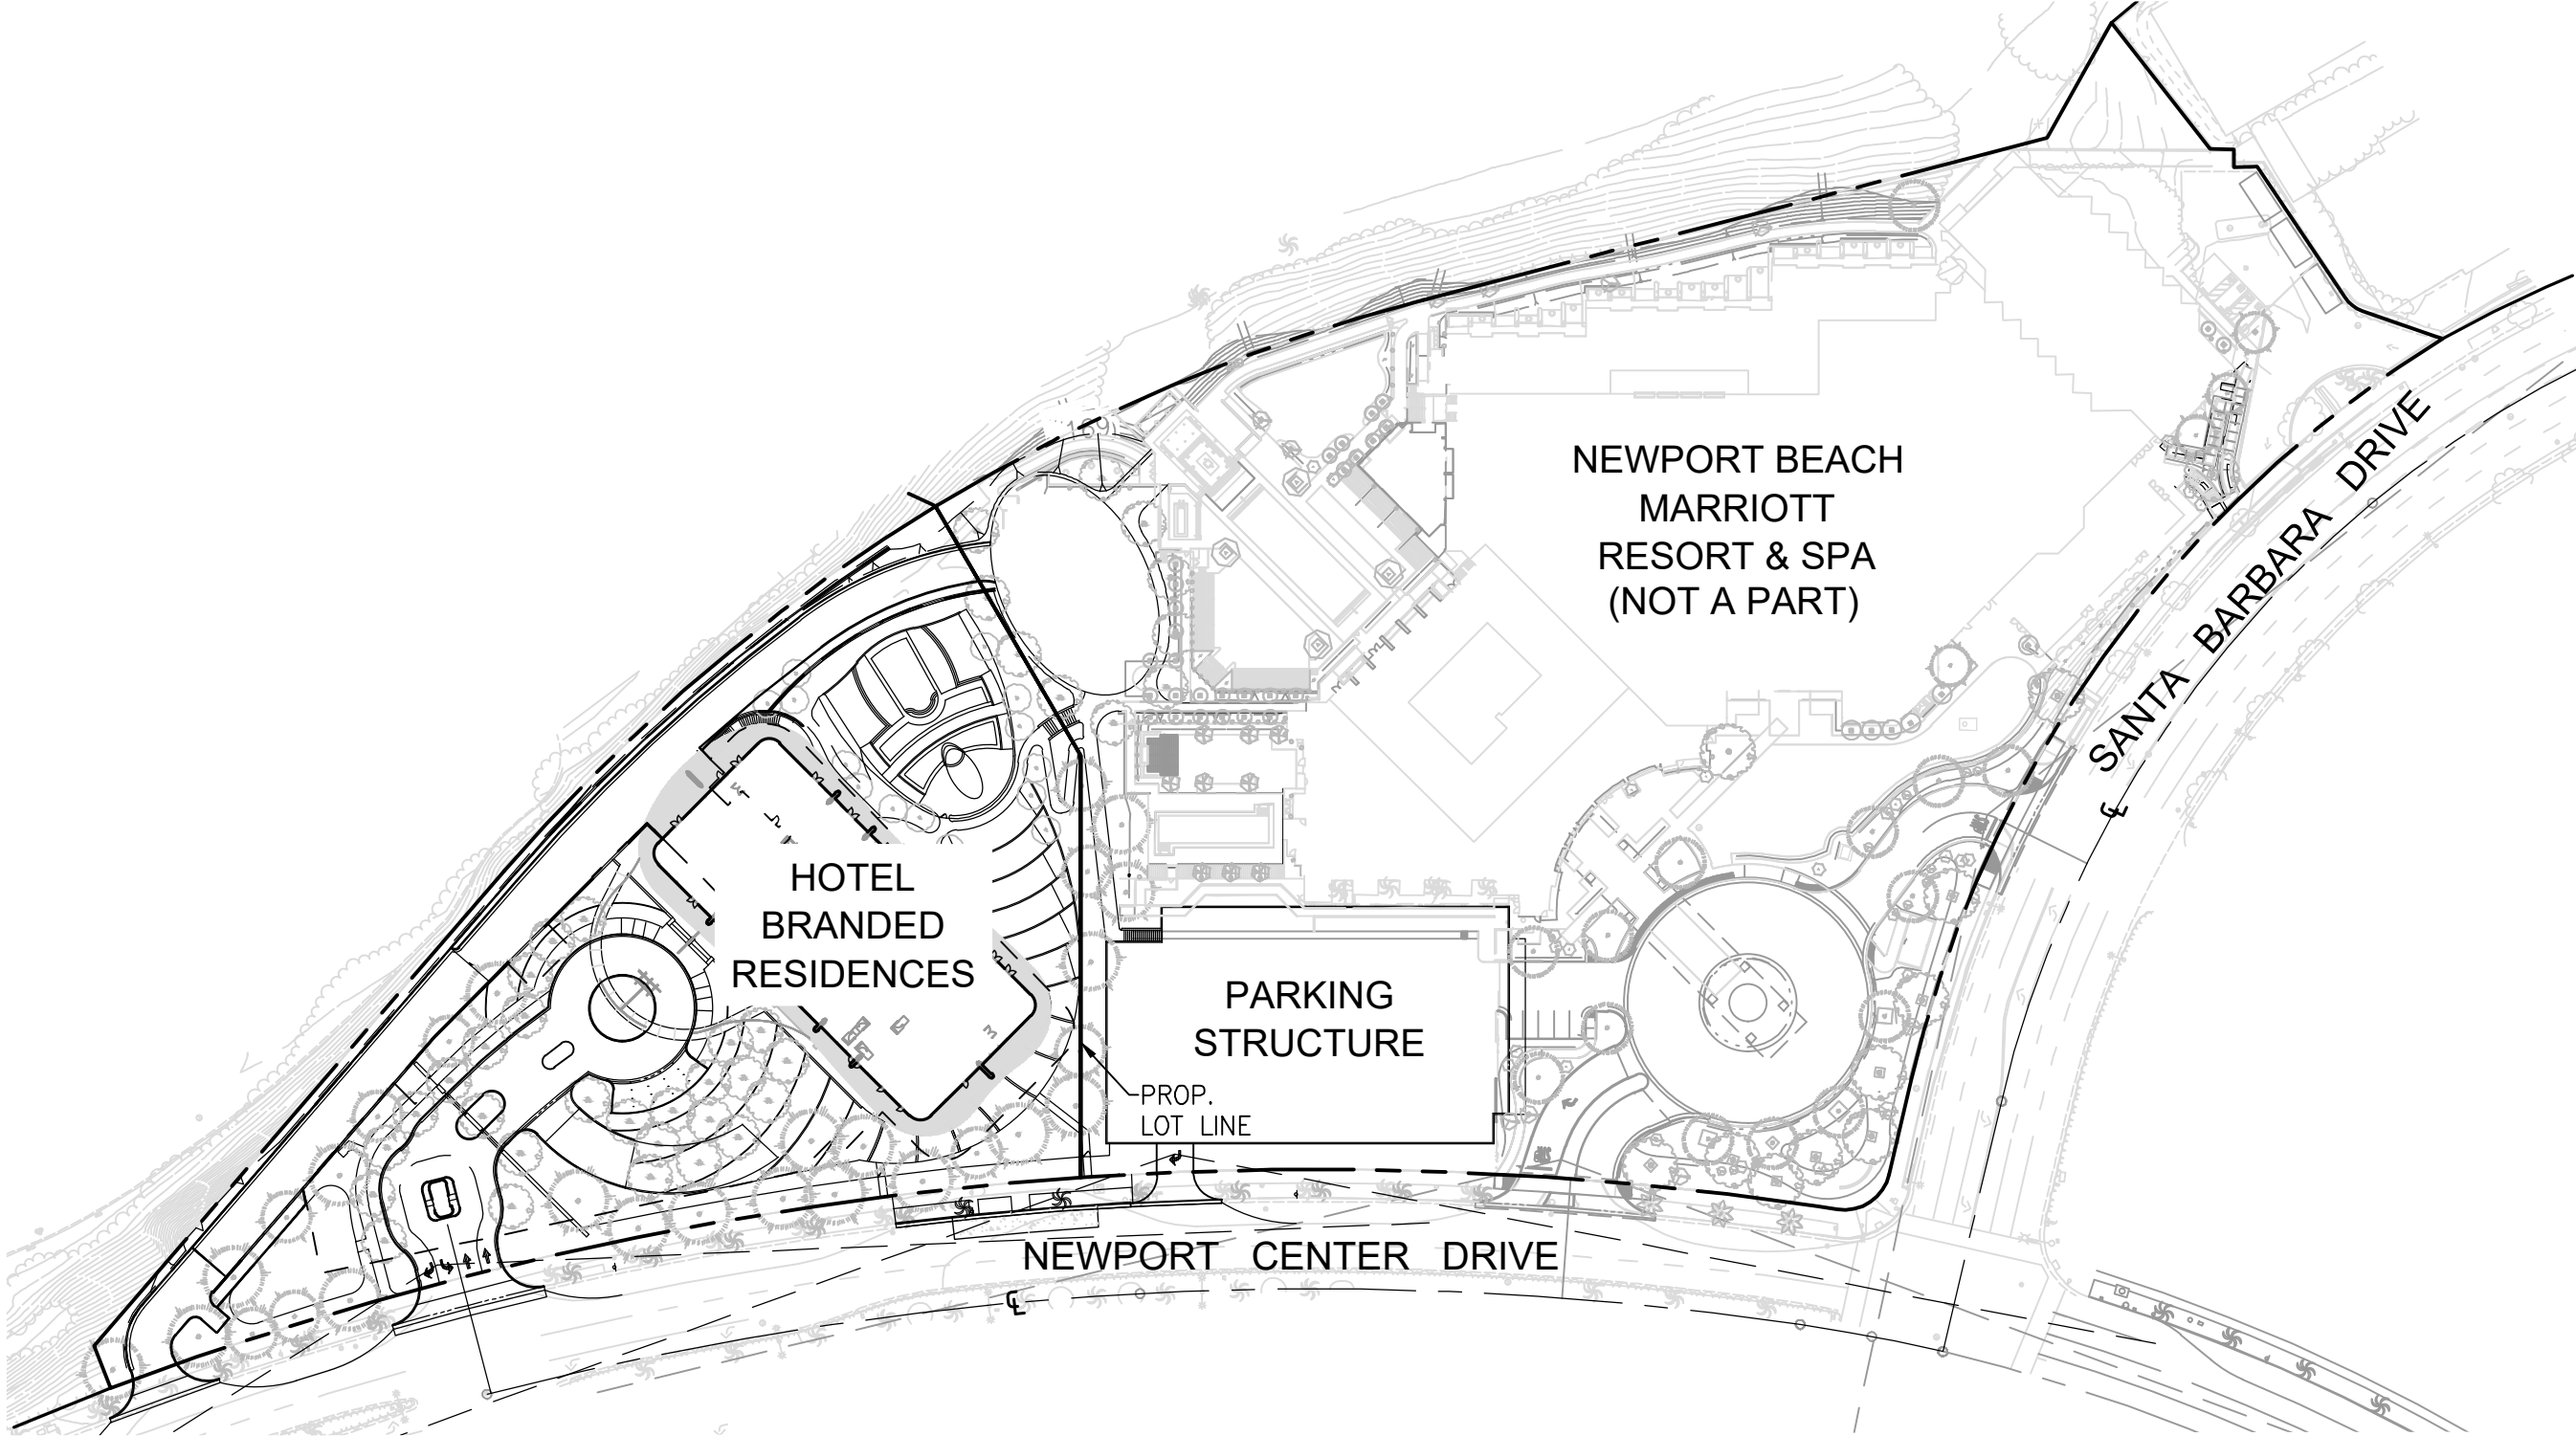 NEWPORT BEACH
MARRIOTT
RESORT & SPA
(NOT A PART)
SANTA BARBARA DRIVE
HOTEL
BRANDED
RESIDENCES
PARKING
STRUCTURE
PROP.
LOT LINE
NEWPORT CENTER DRIVE